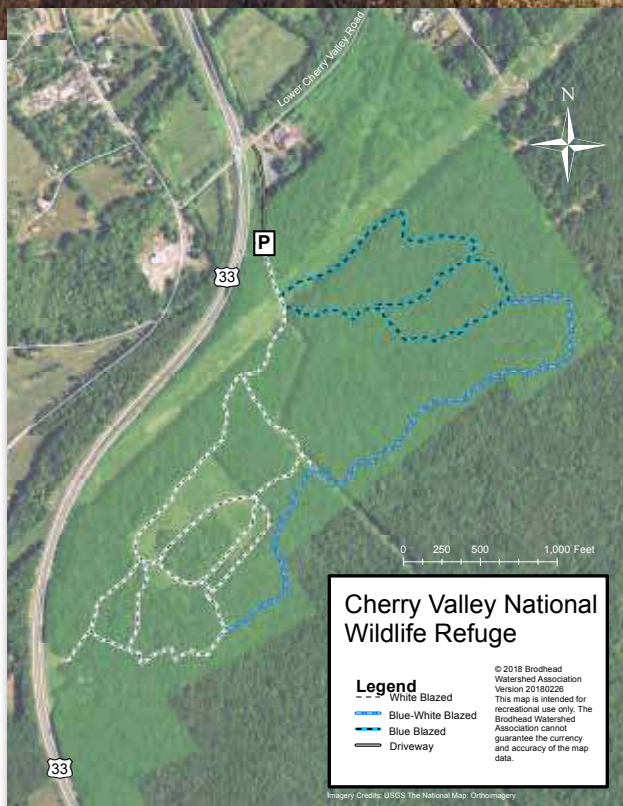 Lower Cherry Valley Road
N
P
33
0 250 500 1,000 Feet
Cherry Valley National
Wildlife Refuge
Legend
White Blazed
Blue-White Blazed
Blue Blazed
Driveway
© 2018 Brodhead
Watershed Association
Version 20180226
This map is intended for
recreational use only. The
Brodhead Watershed
Association cannot
guarantee the currency
and accuracy of the map
data.
33
Imagery Credits: USGS The National Map: Orthoimagery